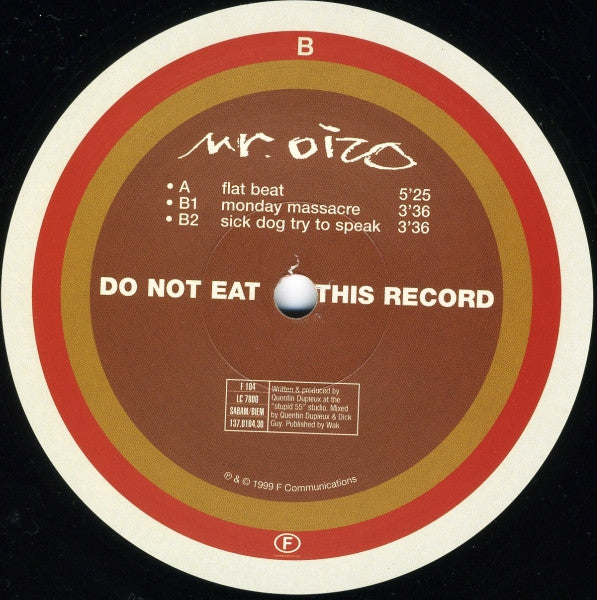 B
mr. oizo
• A flat beat 5'25
• B1 monday massacre 3'36
• B2 sick dog try to speak 3'36
DO NOT EAT THIS RECORD
F 104
LC 7800
SABAM/BIEM
137.0104.30
Written & produced by
Quentin Dupieux at the
"stupid 55" studio. Mixed
by Quentin Dupieux & Dick
Guy. Published by Wak
℗ & © 1999 F Communications
F